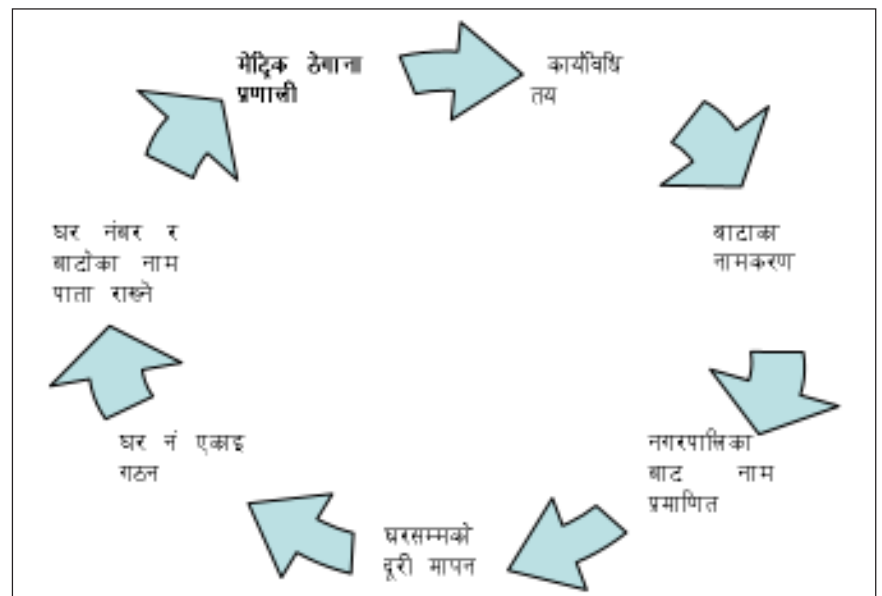 मेट्रिक ठेगाना
प्रणाली
कार्यविधि
तय
बाटाका
नामकरण
नगरपालिका
बाट नाम
प्रमाणित
घरसम्मको
दूरी मापन
घर नं एकाइ
गठन
घर नंबर र
बाटोका नाम
पाता राख्ने